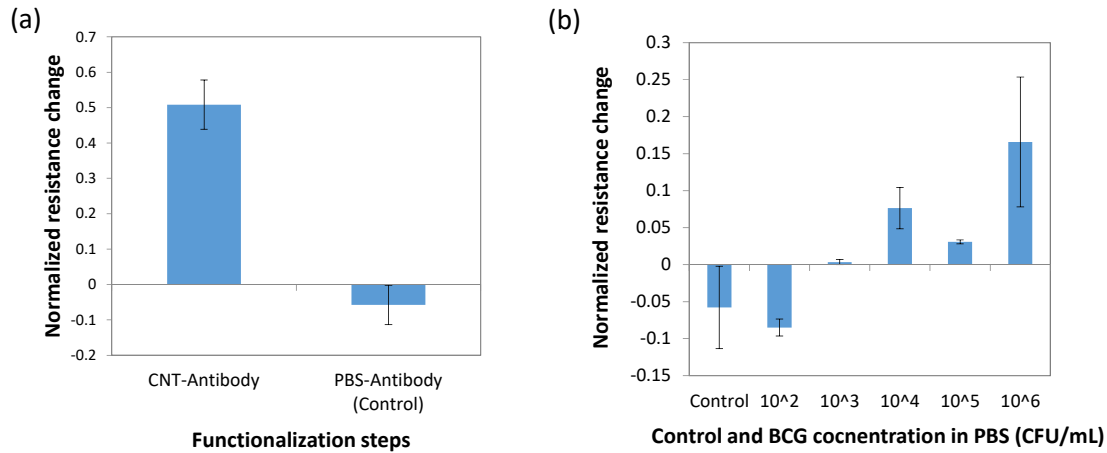 (a)
Normalized resistance change
0.7
0.6
0.5
0.4
0.3
0.2
0.1
0
-0.1
-0.2
CNT-Antibody
PBS-Antibody
(Control)
Functionalization steps
(b)
Normalized resistance change
0.3
0.25
0.2
0.15
0.1
0.05
0
-0.05
-0.1
-0.15
Control 10^2 10^3 10^4 10^5 10^6
Control and BCG cocnentration in PBS (CFU/mL)